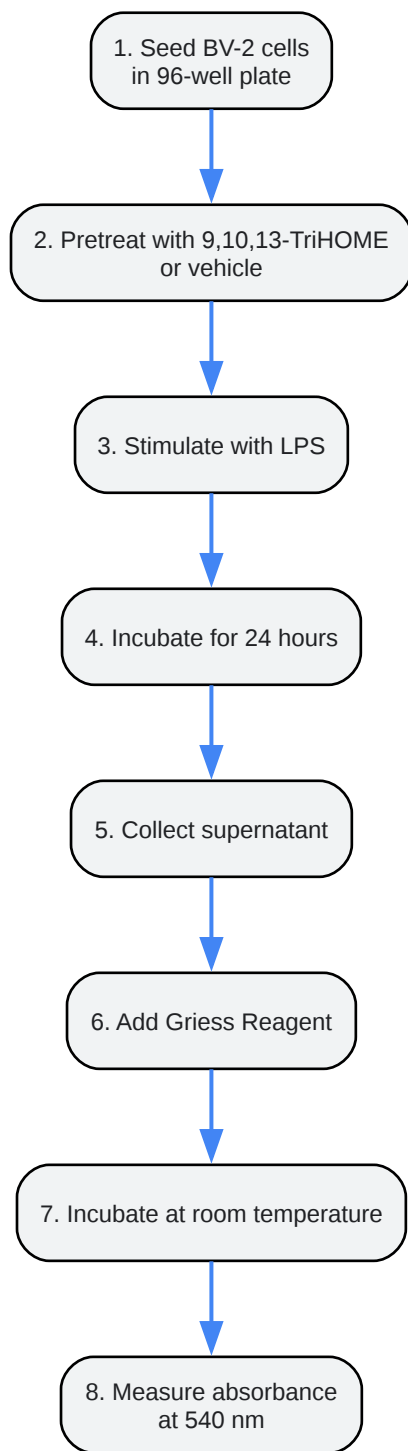 1. Seed BV-2 cells
in 96-well plate
2. Pretreat with 9,10,13-TriHOME
or vehicle
3. Stimulate with LPS
4. Incubate for 24 hours
5. Collect supernatant
6. Add Griess Reagent
7. Incubate at room temperature
8. Measure absorbance
at 540 nm